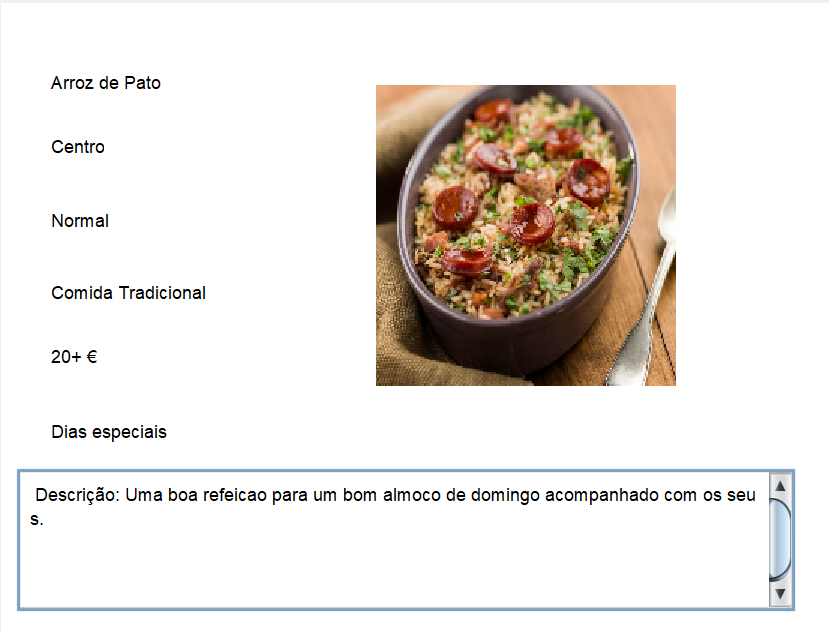 Arroz de Pato
Centro
Normal
Comida Tradicional
20+ €
Dias especiais
Descrição: Uma boa refeicao para um bom almoco de domingo acompanhado com os seu
s.